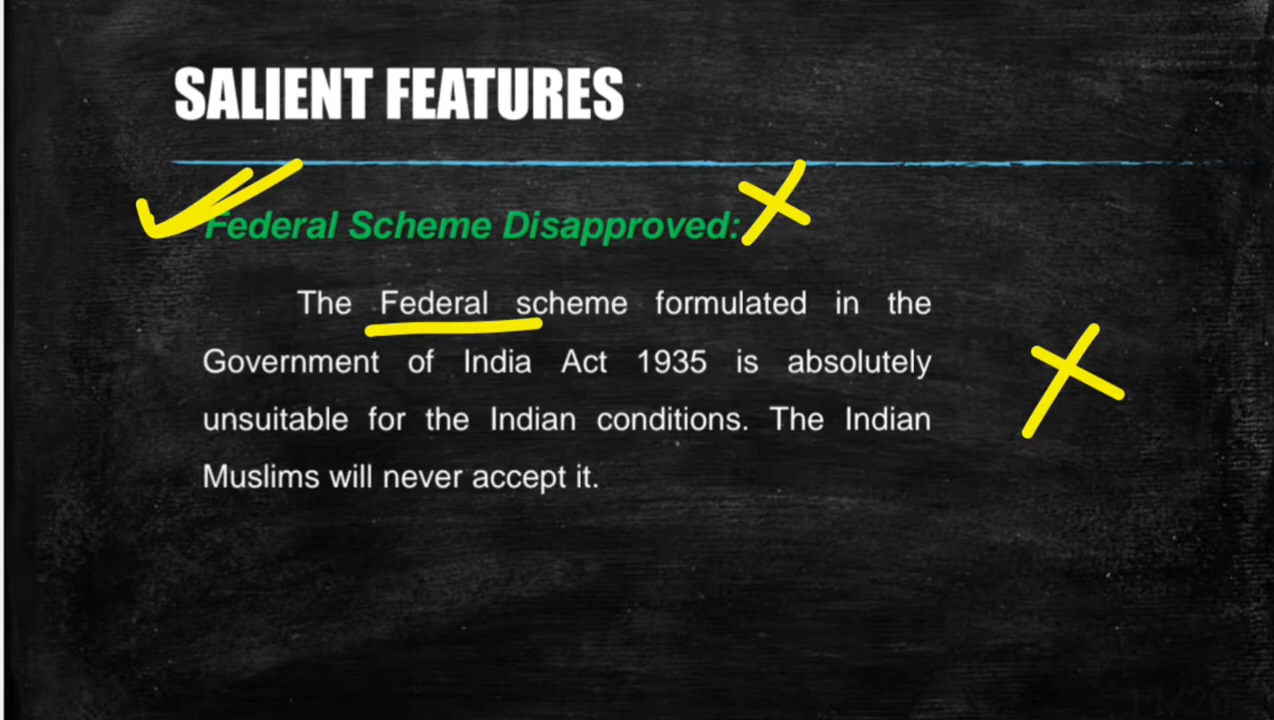 SALIENT FEATURES
Federal Scheme Disapproved:
The Federal scheme formulated in the
Government of India Act 1935 is absolutely
unsuitable for the Indian conditions. The Indian
Muslims will never accept it.